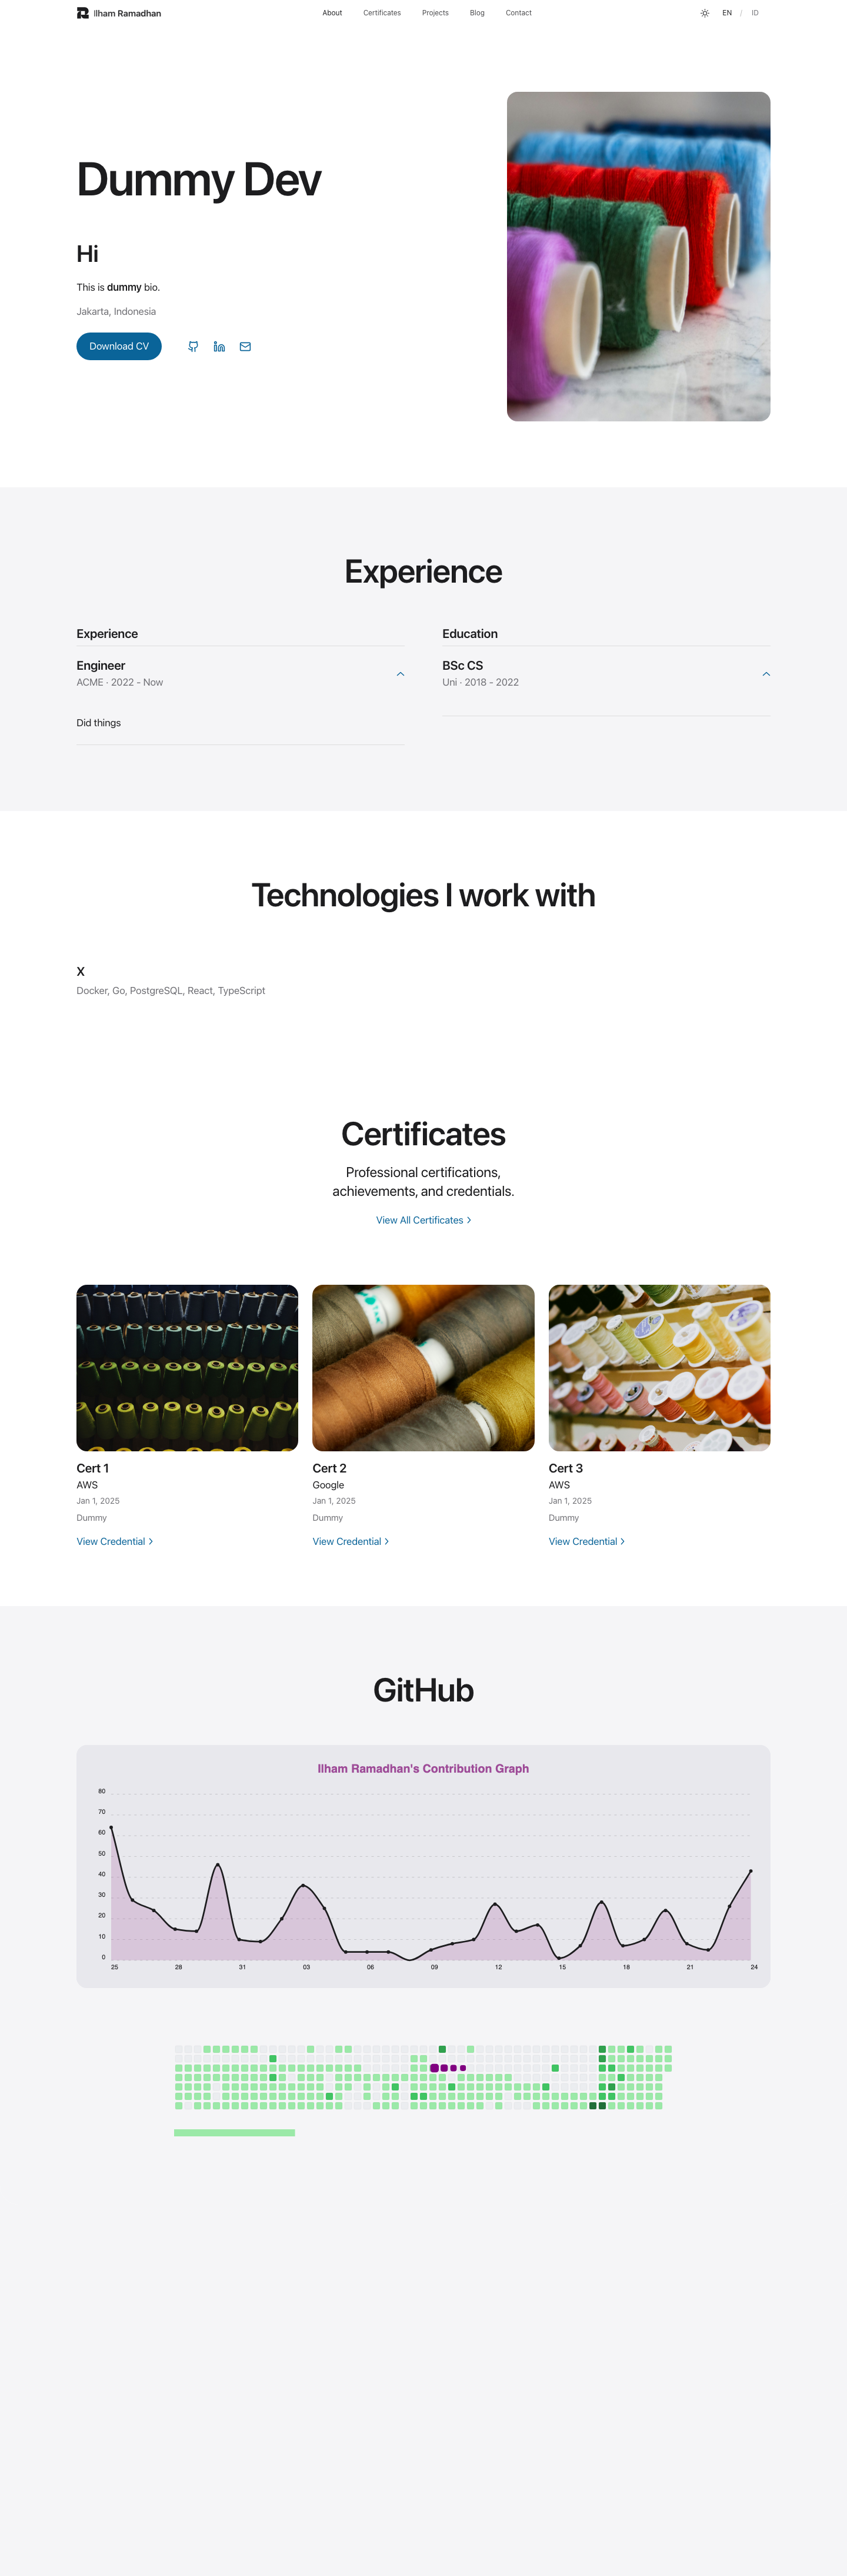 Ilham Ramadhan
About
Certificates
Projects
Blog
Contact
EN / ID
Dummy Dev
Hi
This is dummy bio.
Jakarta, Indonesia
Download CV
Experience
Experience
Engineer
ACME · 2022 - Now
Did things
Education
BSc CS
Uni · 2018 - 2022
Technologies I work with
X
Docker, Go, PostgreSQL, React, TypeScript
Certificates
Professional certifications,
achievements, and credentials.
View All Certificates
Cert 1
AWS
Jan 1, 2025
Dummy
View Credential
Cert 2
Google
Jan 1, 2025
Dummy
View Credential
Cert 3
AWS
Jan 1, 2025
Dummy
View Credential
GitHub
Ilham Ramadhan's Contribution Graph
80
70
60
50
40
30
20
10
0
25 28 31 03 06 09 12 15 18 21 24